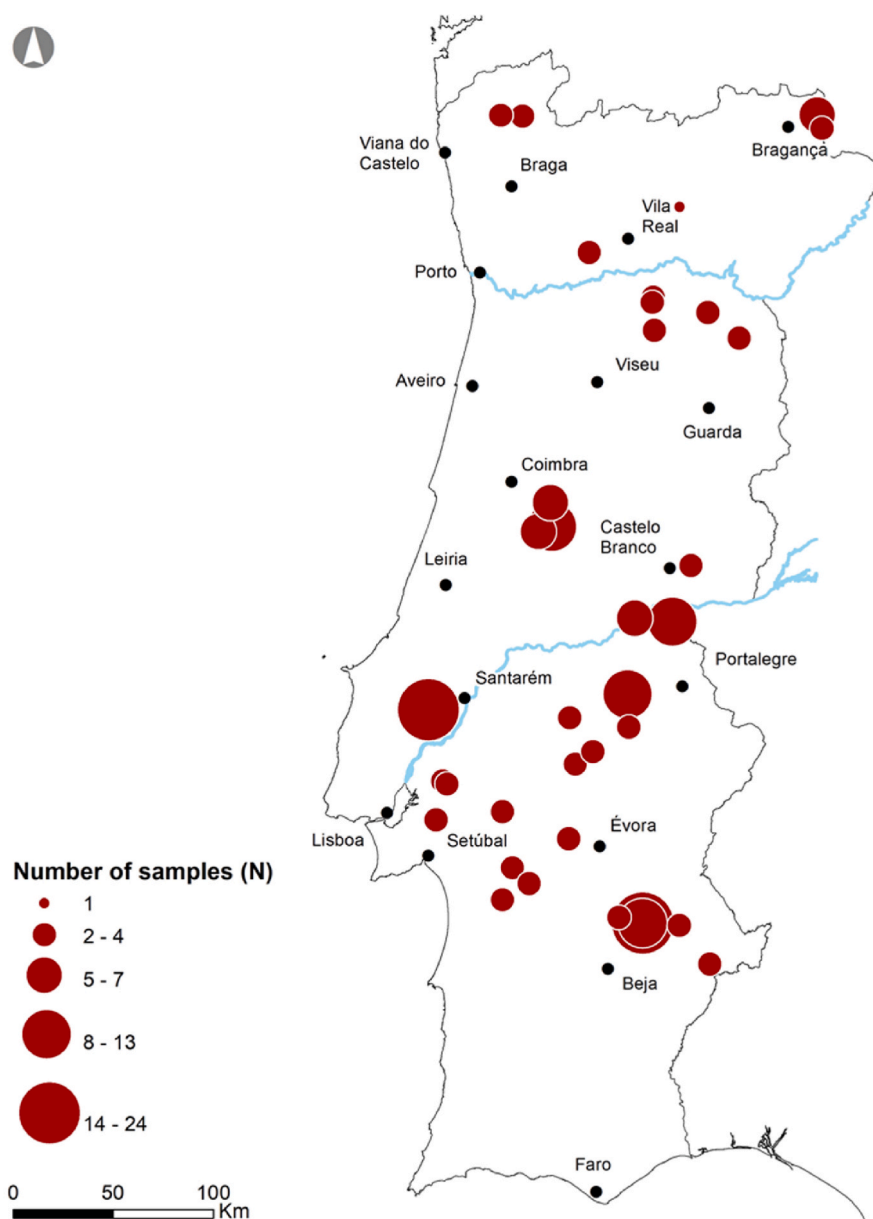 Viana do
Castelo
Braga
Bragança
Vila
Real
Porto
Viseu
Aveiro
Guarda
Coimbra
Castelo
Branco
Leiria
Portalegre
Santarém
Évora
Lisboa
Setúbal
Beja
Faro
Number of samples (N)
1
2 - 4
5 - 7
8 - 13
14 - 24
0 50 100
Km